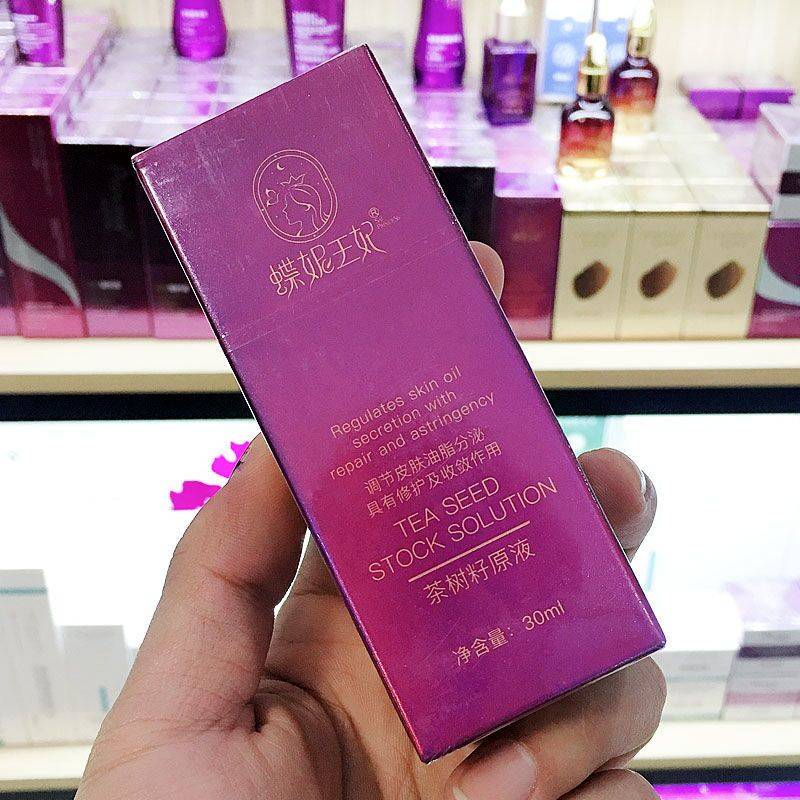 蝶妮王妃®
Regulates skin oil
secretion with
repair and astringency
调节皮肤油脂分泌
具有修护及收敛作用
TEA SEED
STOCK SOLUTION
茶树籽原液
净含量：30ml